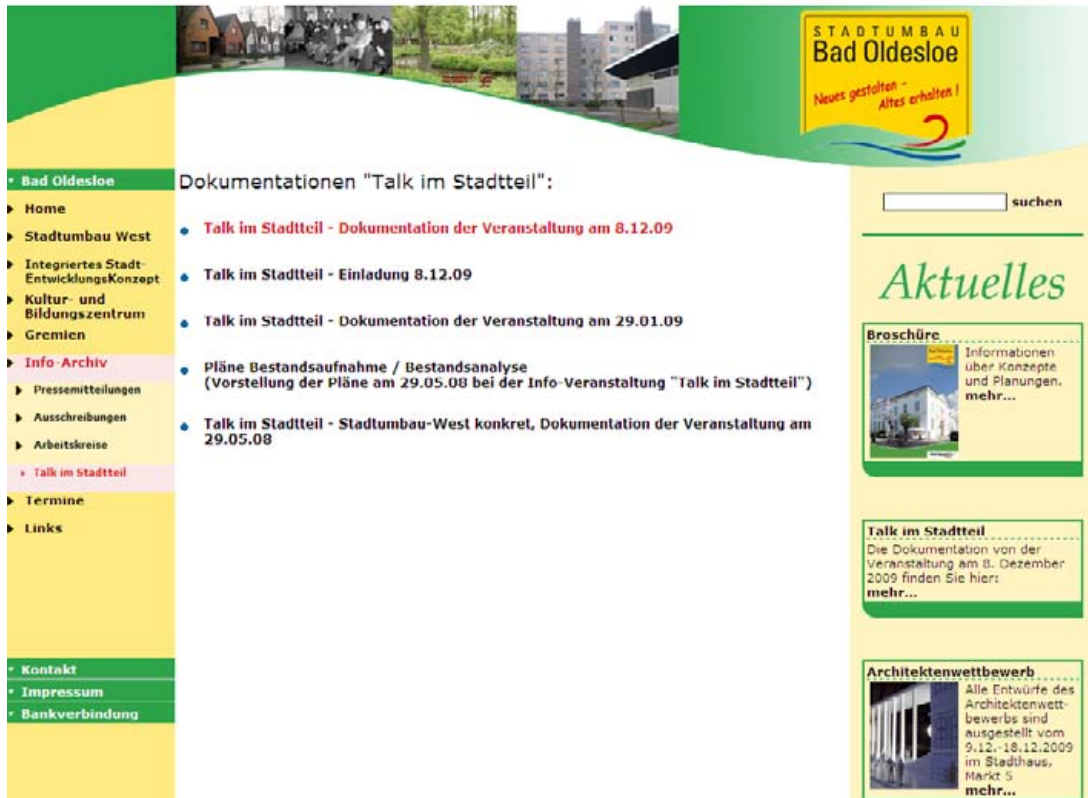 STADTUMBAU
Bad Oldesloe
Neues gestalten -
Altes erhalten !
Bad Oldesloe
Home
Stadtumbau West
Integriertes Stadt-
EntwicklungsKonzept
Kultur- und
Bildungszentrum
Gremien
Info-Archiv
Pressemitteilungen
Ausschreibungen
Arbeitskreise
Talk im Stadtteil
Termine
Links
Kontakt
Impressum
Bankverbindung
Dokumentationen "Talk im Stadtteil":
Talk im Stadtteil - Dokumentation der Veranstaltung am 8.12.09
Talk im Stadtteil - Einladung 8.12.09
Talk im Stadtteil - Dokumentation der Veranstaltung am 29.01.09
Pläne Bestandsaufnahme / Bestandsanalyse
(Vorstellung der Pläne am 29.05.08 bei der Info-Veranstaltung "Talk im Stadtteil")
Talk im Stadtteil - Stadtumbau-West konkret, Dokumentation der Veranstaltung am
29.05.08
suchen
Aktuelles
Broschüre
Informationen
über Konzepte
und Planungen.
mehr...
Talk im Stadtteil
Die Dokumentation von der
Veranstaltung am 8. Dezember
2009 finden Sie hier:
mehr...
Architektenwettbewerb
Alle Entwürfe des
Architektenwett-
bewerbs sind
ausgestellt vom
9.12.-18.12.2009
im Stadthaus,
Markt 5
mehr...